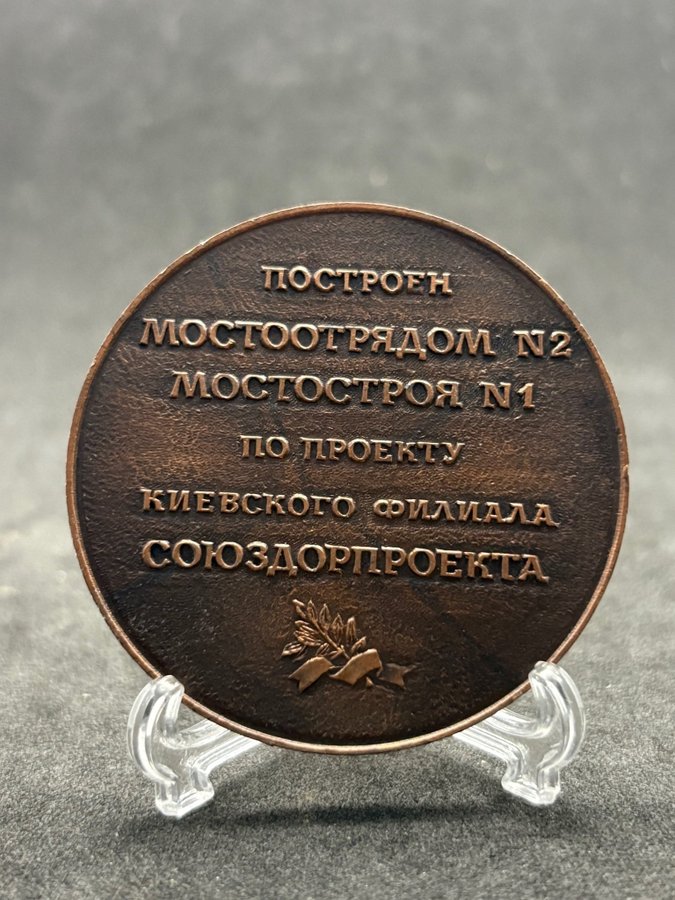 ПОСТРОЕН
МОСТООТРЯДОМ N2
МОСТОСТРОЯ N1
ПО ПРОЕКТУ
КИЕВСКОГО ФИЛИАЛА
СОЮЗДОРПРОЕКТА